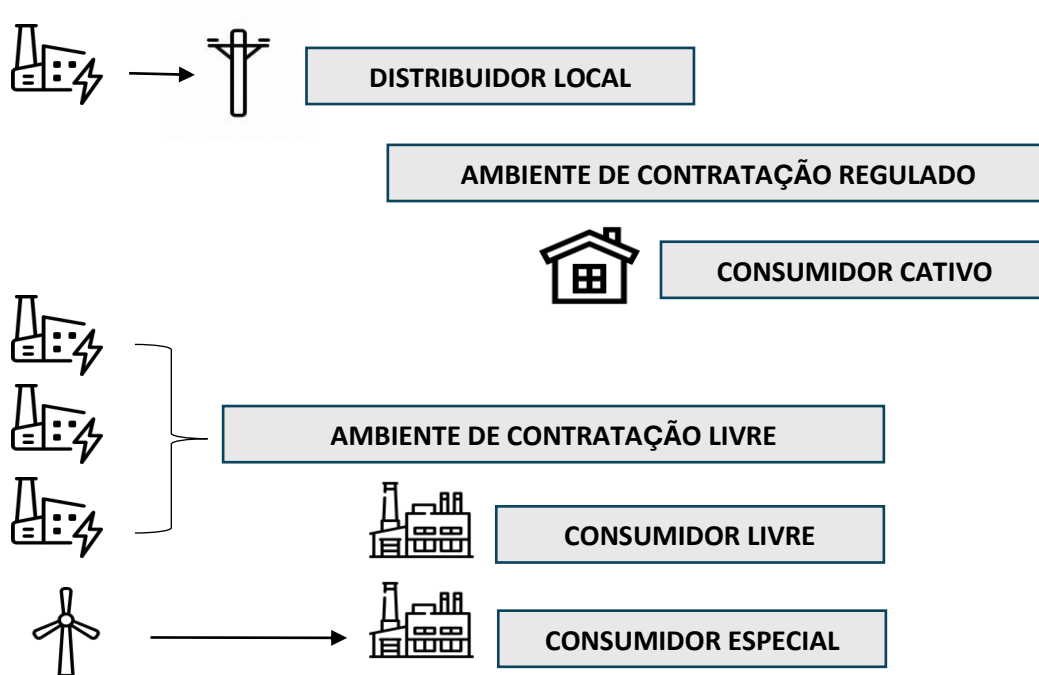 DISTRIBUIDOR LOCAL
AMBIENTE DE CONTRATAÇÃO REGULADO
CONSUMIDOR CATIVO
AMBIENTE DE CONTRATAÇÃO LIVRE
CONSUMIDOR LIVRE
CONSUMIDOR ESPECIAL